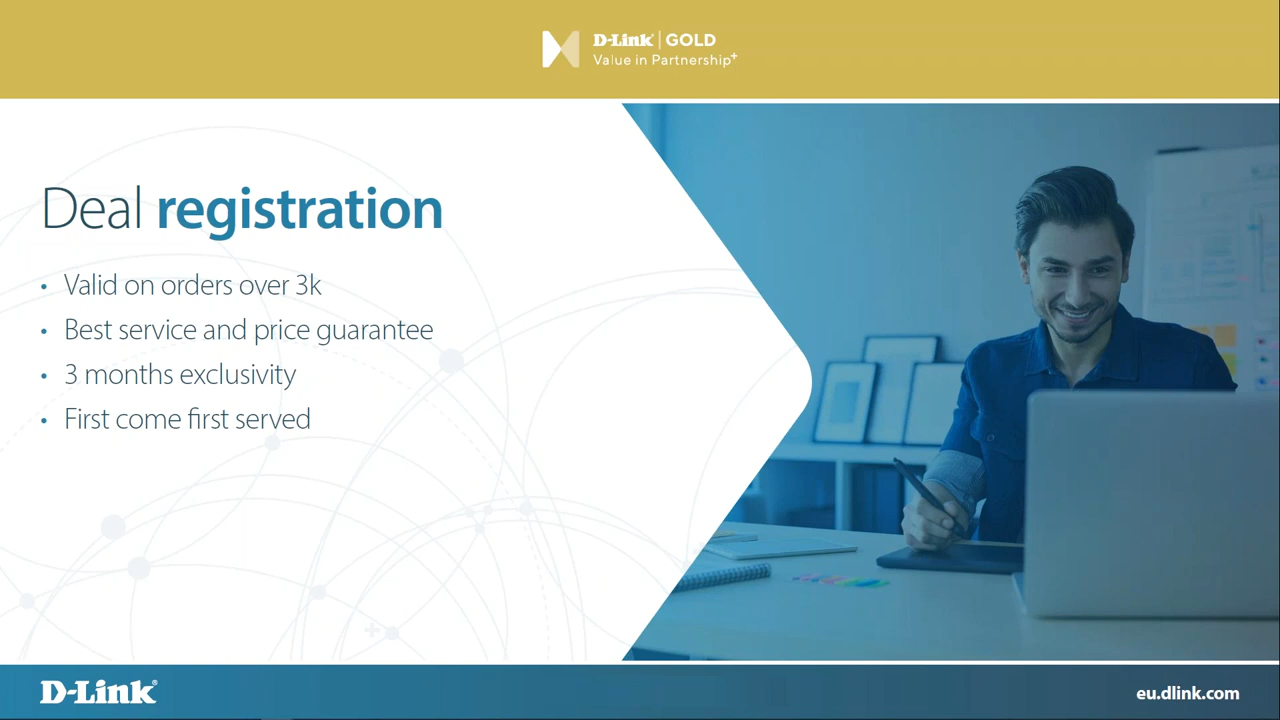 D-Link | GOLD
Value in Partnership+
Deal registration
• Valid on orders over 3k
• Best service and price guarantee
• 3 months exclusivity
• First come first served
D-Link®
eu.dlink.com